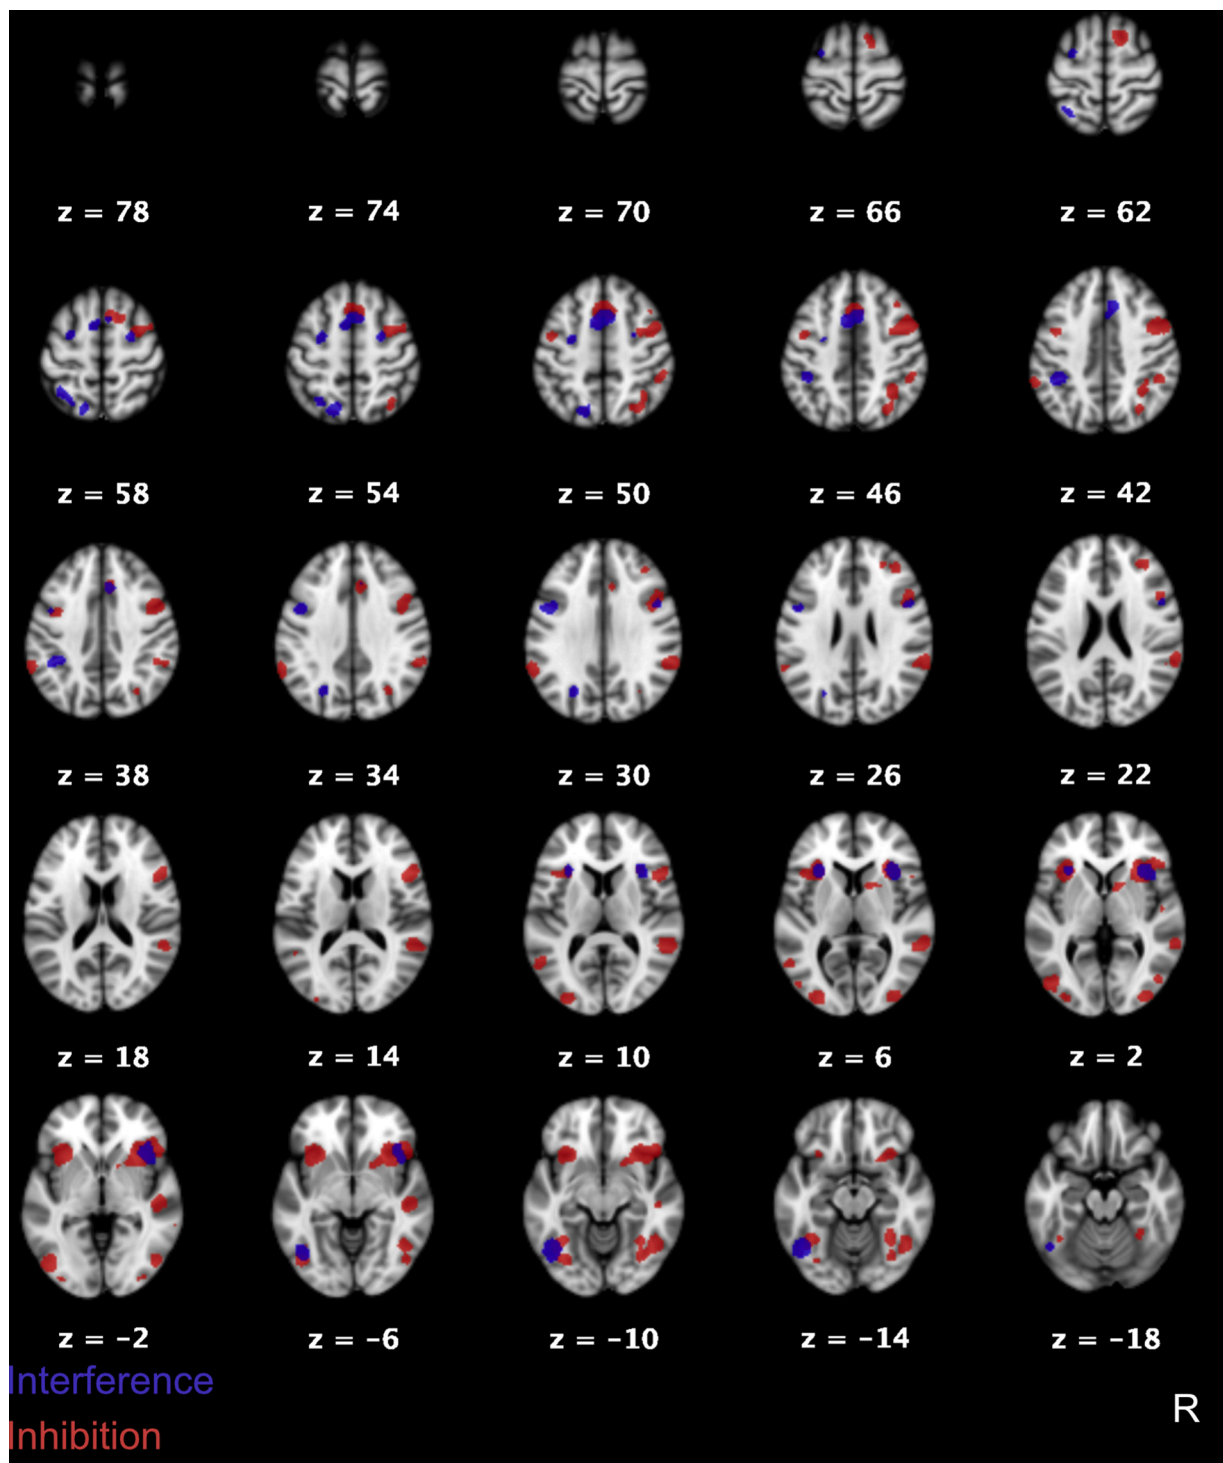 z = 78 z = 74 z = 70 z = 66 z = 62
z = 58 z = 54 z = 50 z = 46 z = 42
z = 38 z = 34 z = 30 z = 26 z = 22
z = 18 z = 14 z = 10 z = 6 z = 2
z = –2 z = –6 z = –10 z = –14 z = –18
Interference
R
Inhibition